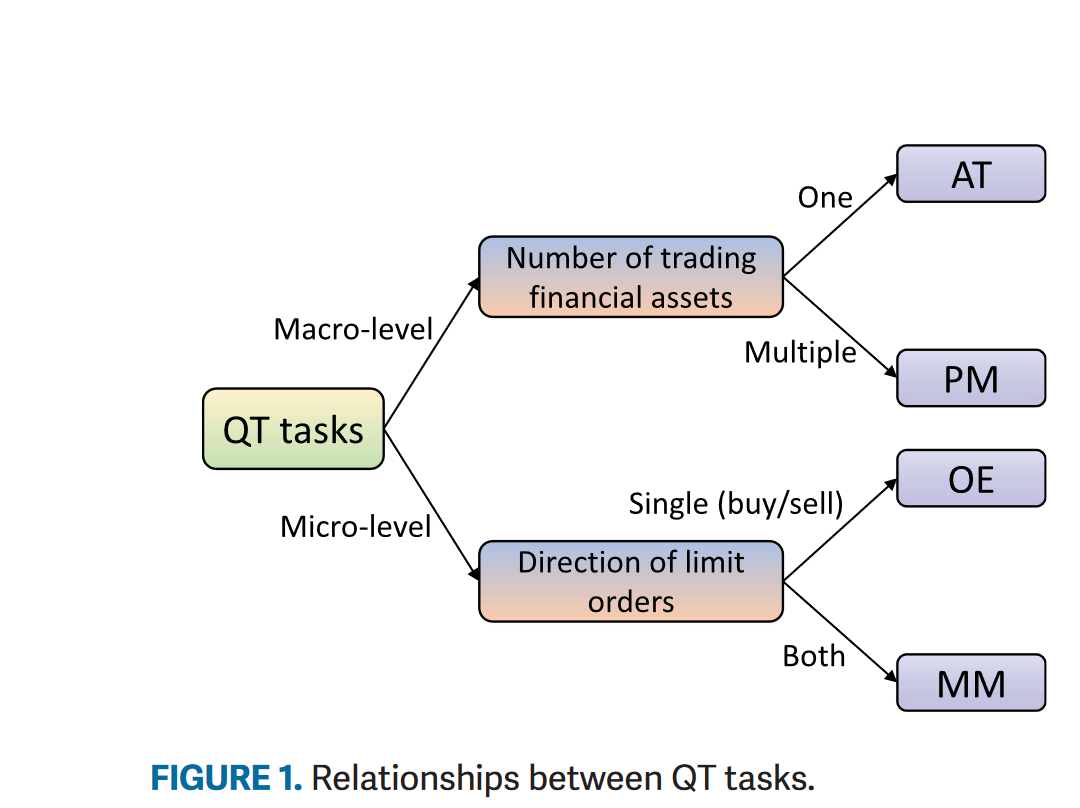 AT
One
Number of trading
financial assets
Macro-level
Multiple
PM
QT tasks
OE
Single (buy/sell)
Micro-level
Direction of limit
orders
Both
MM
FIGURE 1. Relationships between QT tasks.